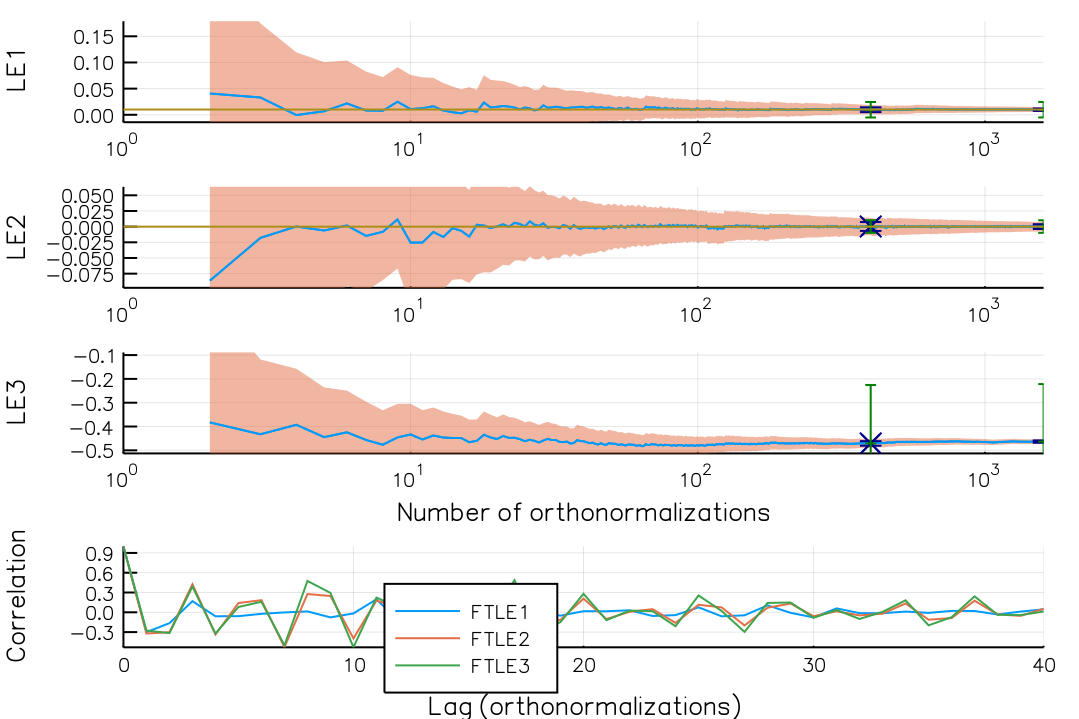 LE1
0.15
0.10
0.05
0.00
10^0 10^1 10^2 10^3
LE2
0.050
0.025
0.000
−0.025
−0.050
−0.075
10^0 10^1 10^2 10^3
LE3
−0.1
−0.2
−0.3
−0.4
−0.5
10^0 10^1 10^2 10^3
Number of orthonormalizations
Correlation
0.9
0.6
0.3
0.0
−0.3
FTLE1
FTLE2
FTLE3
0 10 20 30 40
Lag (orthonormalizations)